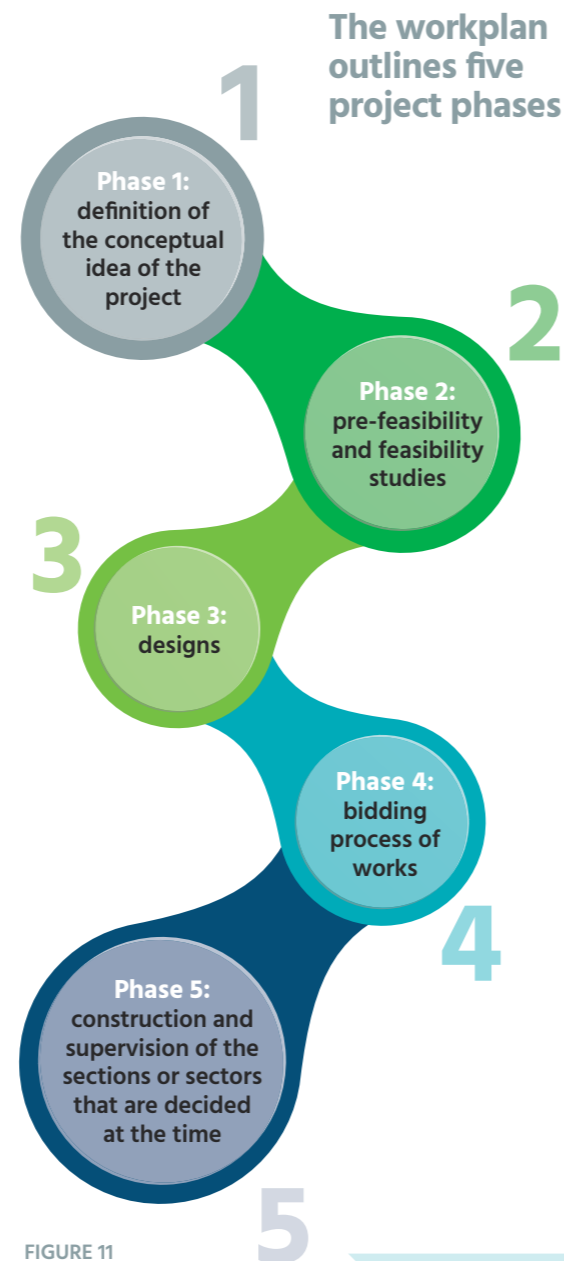 The workplan
outlines five
project phases
1
Phase 1:
definition of
the conceptual
idea of the
project
2
Phase 2:
pre-feasibility
and feasibility
studies
3
Phase 3:
designs
Phase 4:
bidding
process of
works
4
Phase 5:
construction and
supervision of the
sections or sectors
that are decided
at the time
5
FIGURE 11